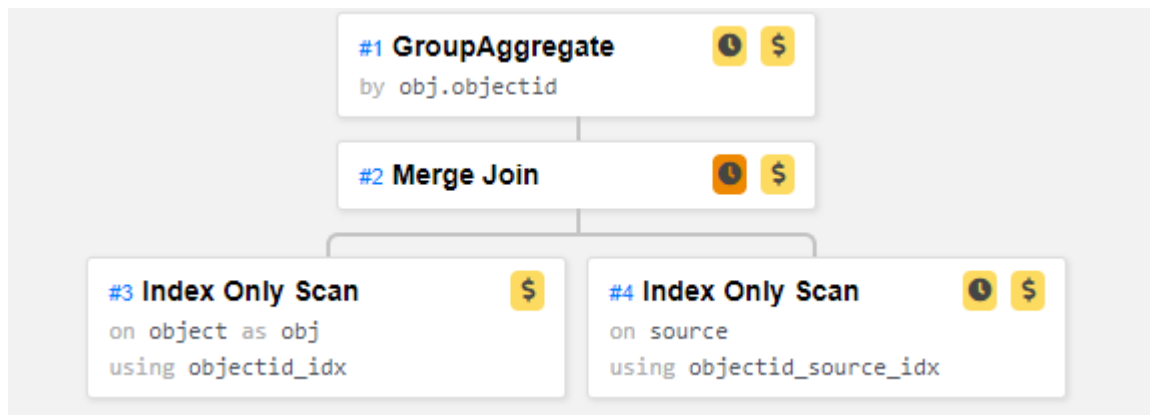 #1 GroupAggregate $
by obj.objectid
#2 Merge Join $
#3 Index Only Scan $
on object as obj
using objectid_idx
#4 Index Only Scan $
on source
using objectid_source_idx